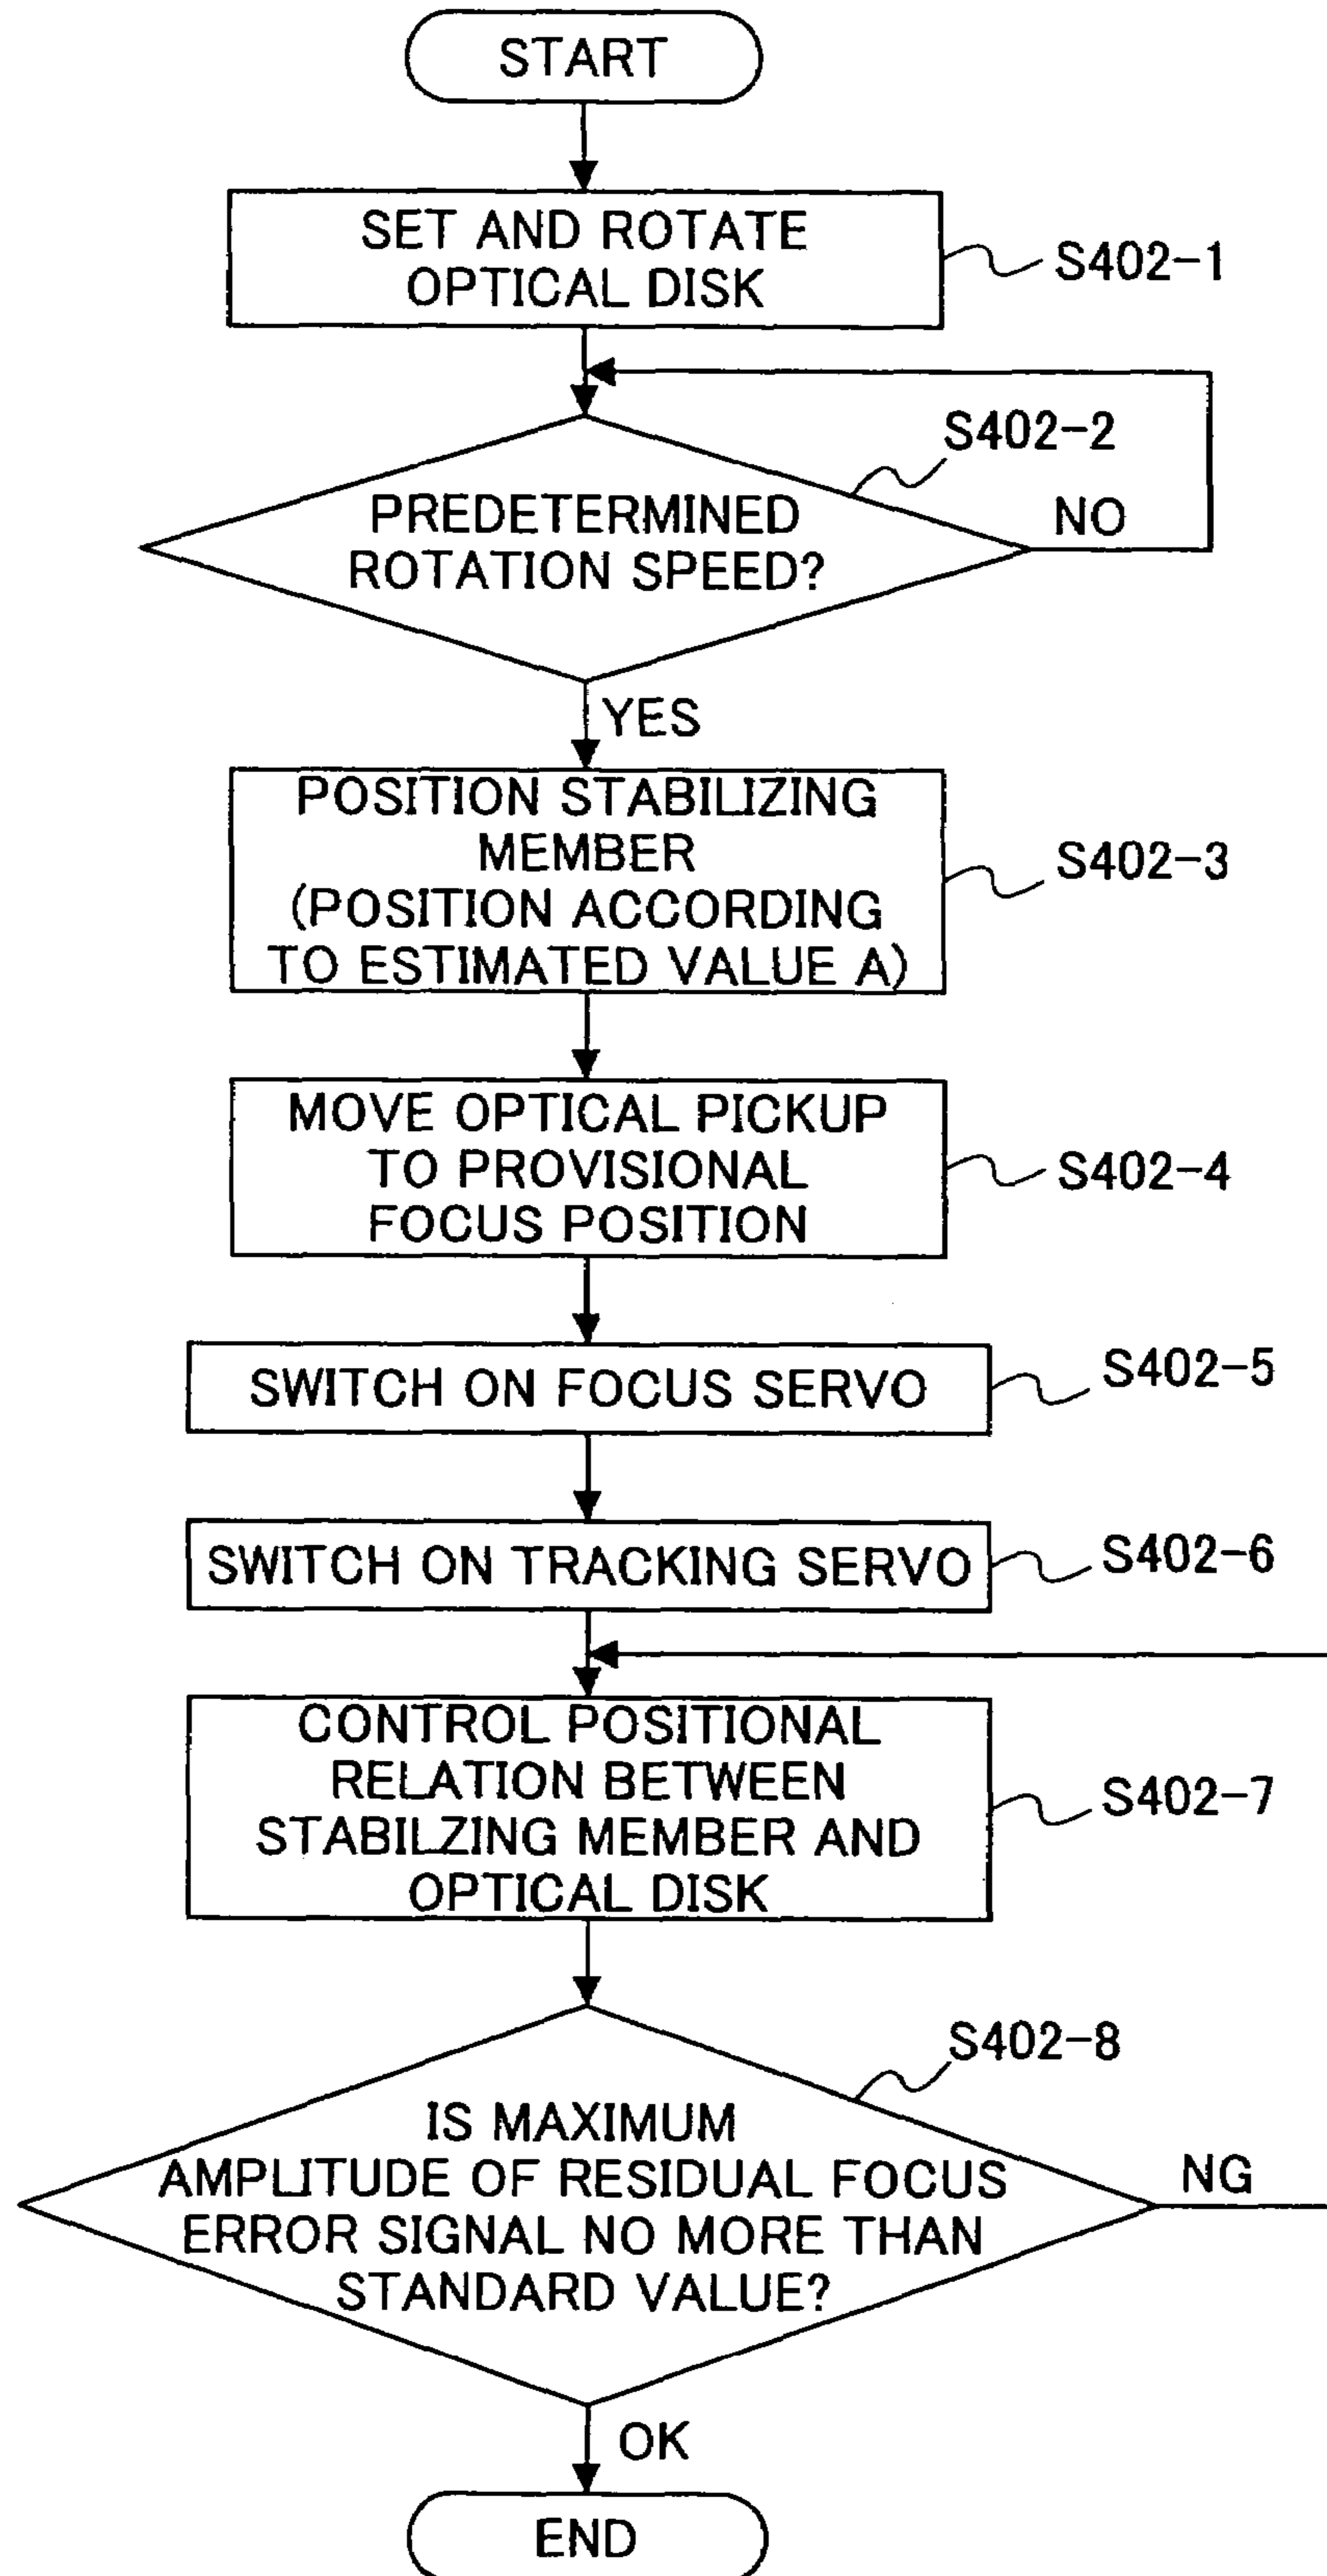 START
SET AND ROTATE
OPTICAL DISK
S402-1
S402-2
PREDETERMINED
ROTATION SPEED?
NO
YES
POSITION STABILIZING
MEMBER
(POSITION ACCORDING
TO ESTIMATED VALUE A)
S402-3
MOVE OPTICAL PICKUP
TO PROVISIONAL
FOCUS POSITION
S402-4
SWITCH ON FOCUS SERVO
S402-5
SWITCH ON TRACKING SERVO
S402-6
CONTROL POSITIONAL
RELATION BETWEEN
STABILZING MEMBER AND
OPTICAL DISK
S402-7
S402-8
IS MAXIMUM
AMPLITUDE OF RESIDUAL FOCUS
ERROR SIGNAL NO MORE THAN
STANDARD VALUE?
NG
OK
END